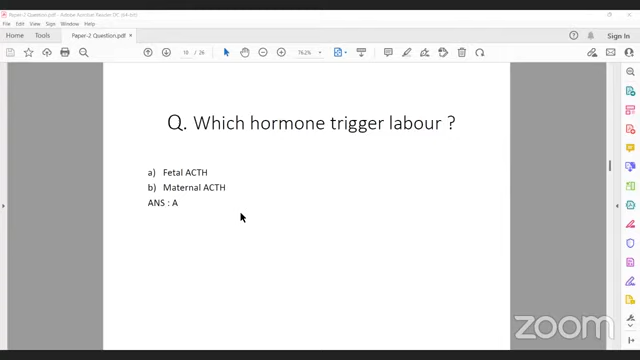 Paper-2 Question.pdf - Adobe Acrobat Reader DC (64-bit)
File Edit View Sign Window Help
Home Tools Paper-2 Question.pdf × Sign In
18 / 26 76.2%
Q. Which hormone trigger labour ?
a) Fetal ACTH
b) Maternal ACTH
ANS : A
zoom